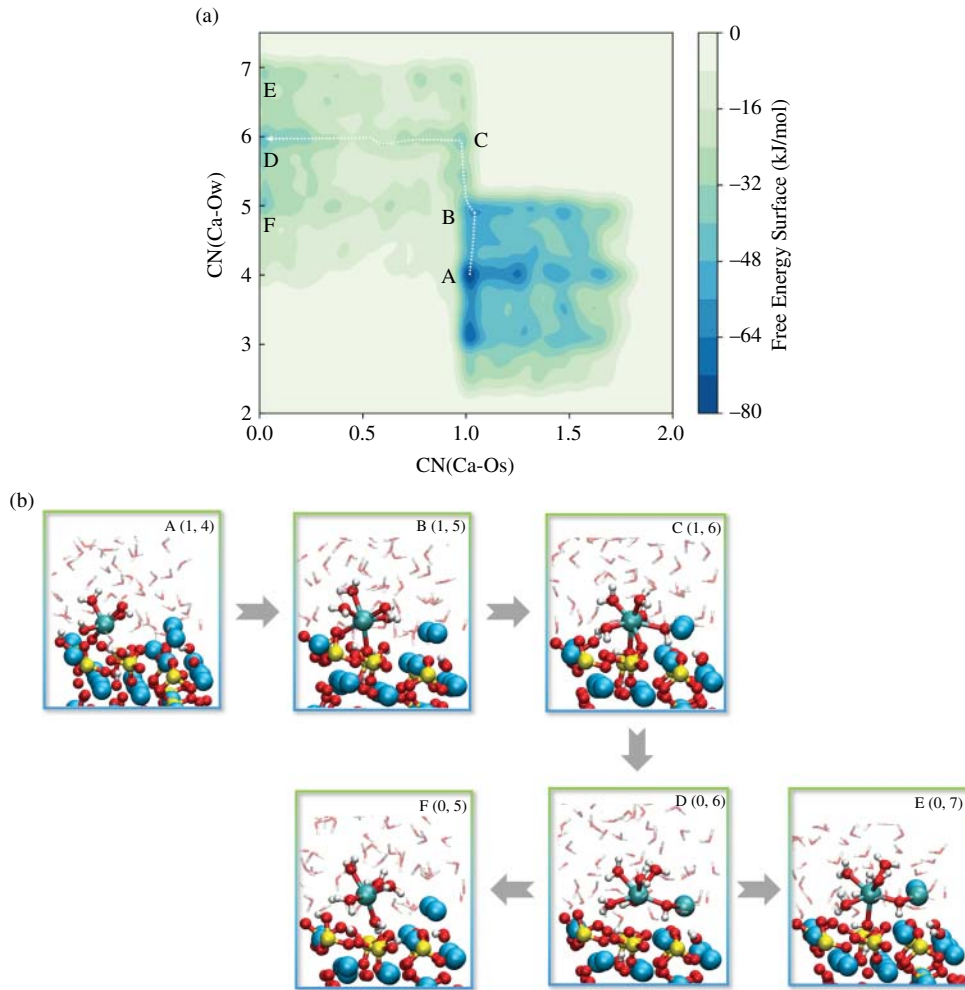 (a)
7
6
5
4
3
2
E
D
F
C
B
A
0.0
0.5
1.0
1.5
2.0
CN(Ca-Ow)
CN(Ca-Os)
0
−16
−32
−48
−64
−80
Free Energy Surface (kJ/mol)
(b)
A (1, 4)
B (1, 5)
C (1, 6)
F (0, 5)
D (0, 6)
E (0, 7)